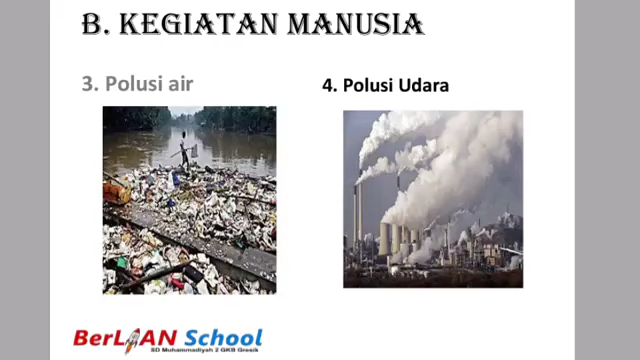 B. KEGIATAN MANUSIA
3. Polusi air
4. Polusi Udara
BerLIAN School
SD Muhammadiyah 2 GKB Gresik